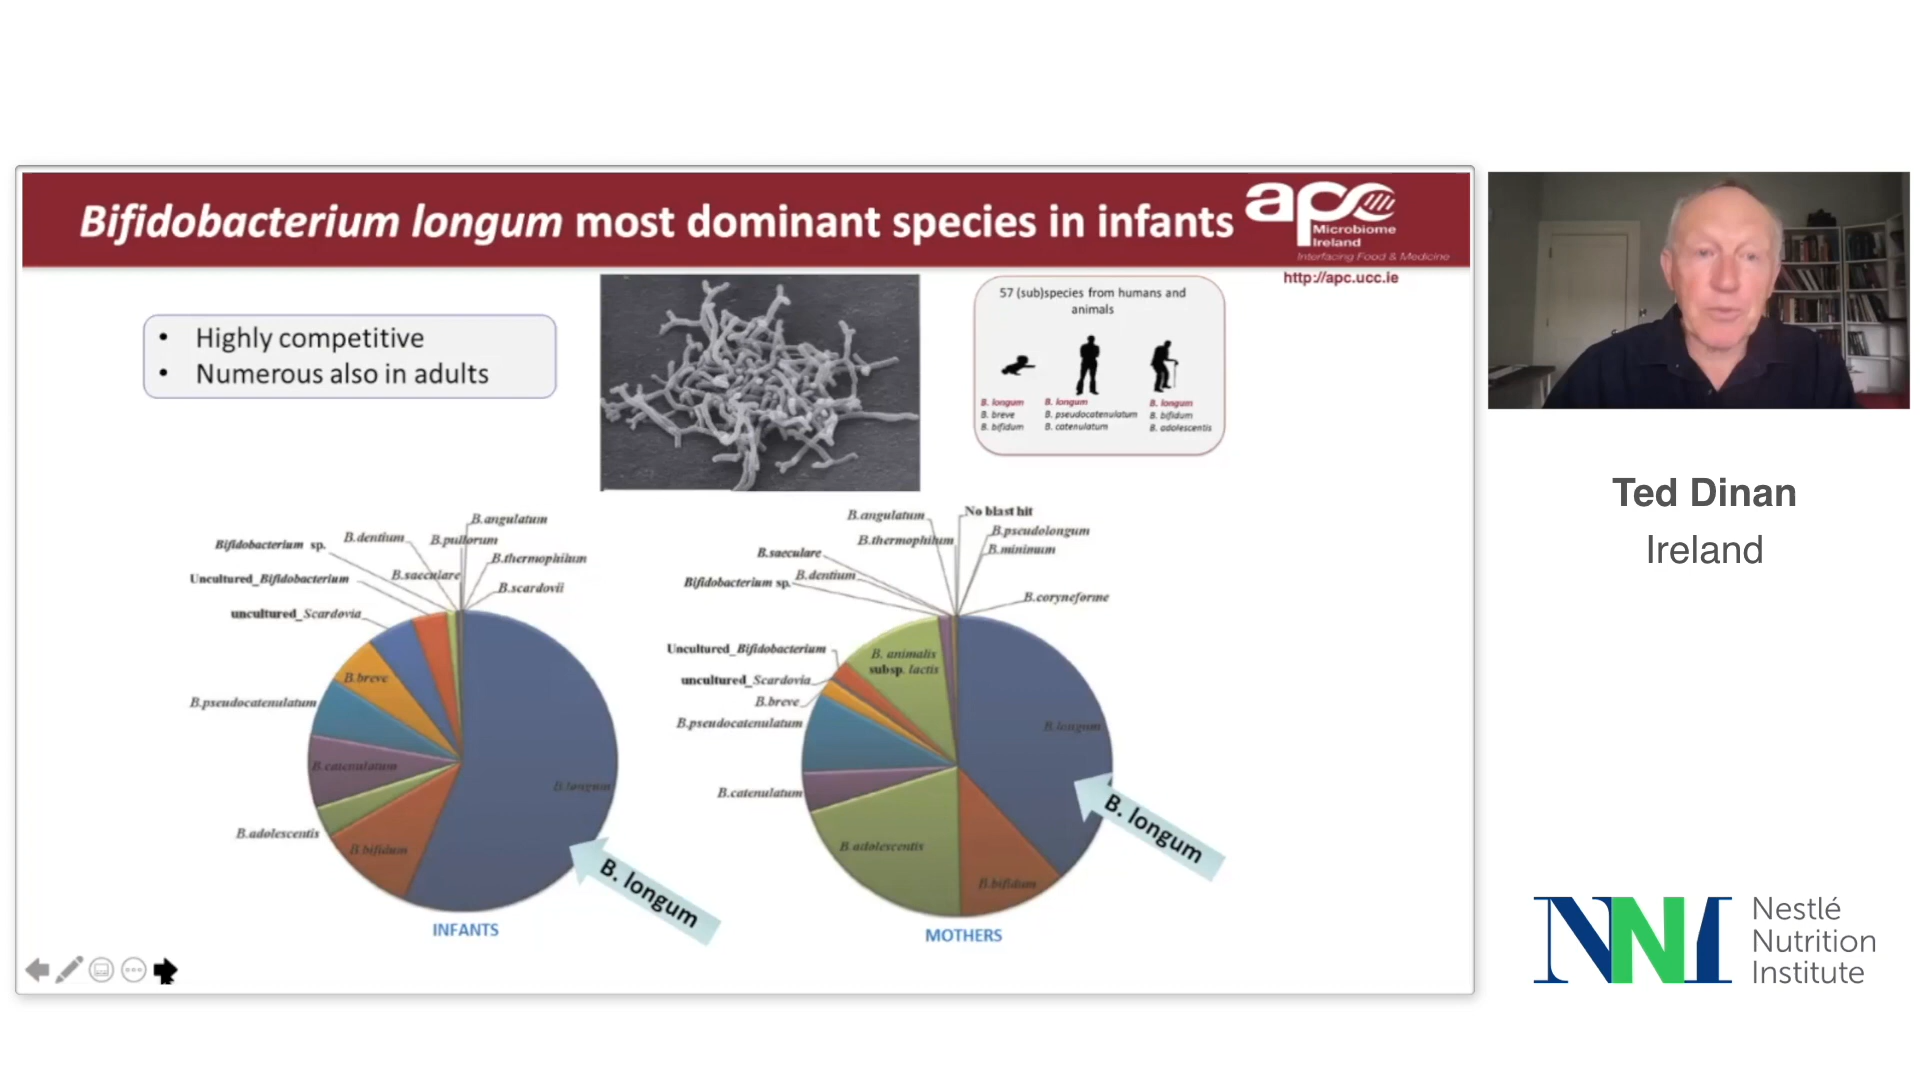 Bifidobacterium longum most dominant species in infants
apc
Microbiome
Ireland
Interfacing Food & Medicine
http://apc.ucc.ie
• Highly competitive
• Numerous also in adults
57 (sub)species from humans and
animals
B. longum
B. breve
B. bifidum
B. longum
B. pseudocatenulatum
B. catenulatum
B. longum
B. bifidum
B. adolescentis
B.angulatum
B.dentium
B.pullorum
Bifidobacterium sp.
B.thermophilum
B.saeculare
Uncultured_Bifidobacterium
B.scardovii
uncultured_Scardovia
B.breve
B.pseudocatenulatum
B.catenulatum
B.longum
B.adolescentis
B.bifidum
B. longum
INFANTS
No blast hit
B.angulatum
B.pseudolongum
B.thermophilum
B.minimum
B.saeculare
B.dentium
Bifidobacterium sp.
B.coryneforme
Uncultured_Bifidobacterium
B. animalis
subsp. lactis
uncultured_Scardovia
B.breve
B.pseudocatenulatum
B.longum
B.catenulatum
B.adolescentis
B.bifidum
B. longum
MOTHERS
Ted Dinan
Ireland
NNI
Nestlé
Nutrition
Institute